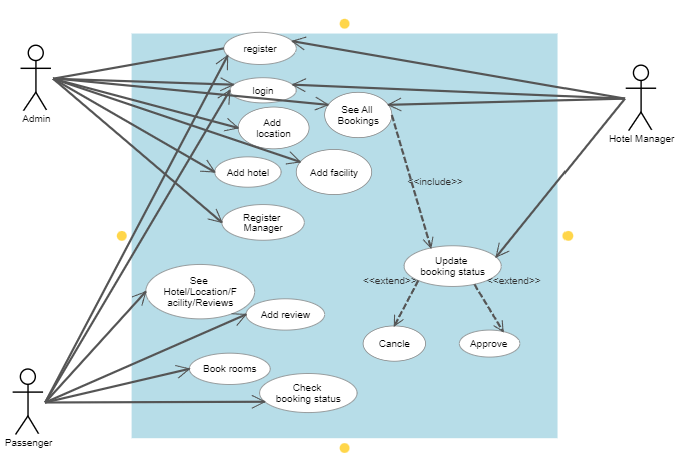 register
login
See All
Bookings
Admin
Add
location
Hotel Manager
Add hotel
Add facility
<<include>>
Register
Manager
Update
booking status
See
Hotel/Location/F
acility/Reviews
<<extend>>
<<extend>>
Add review
Cancle
Approve
Book rooms
Check
booking status
Passenger